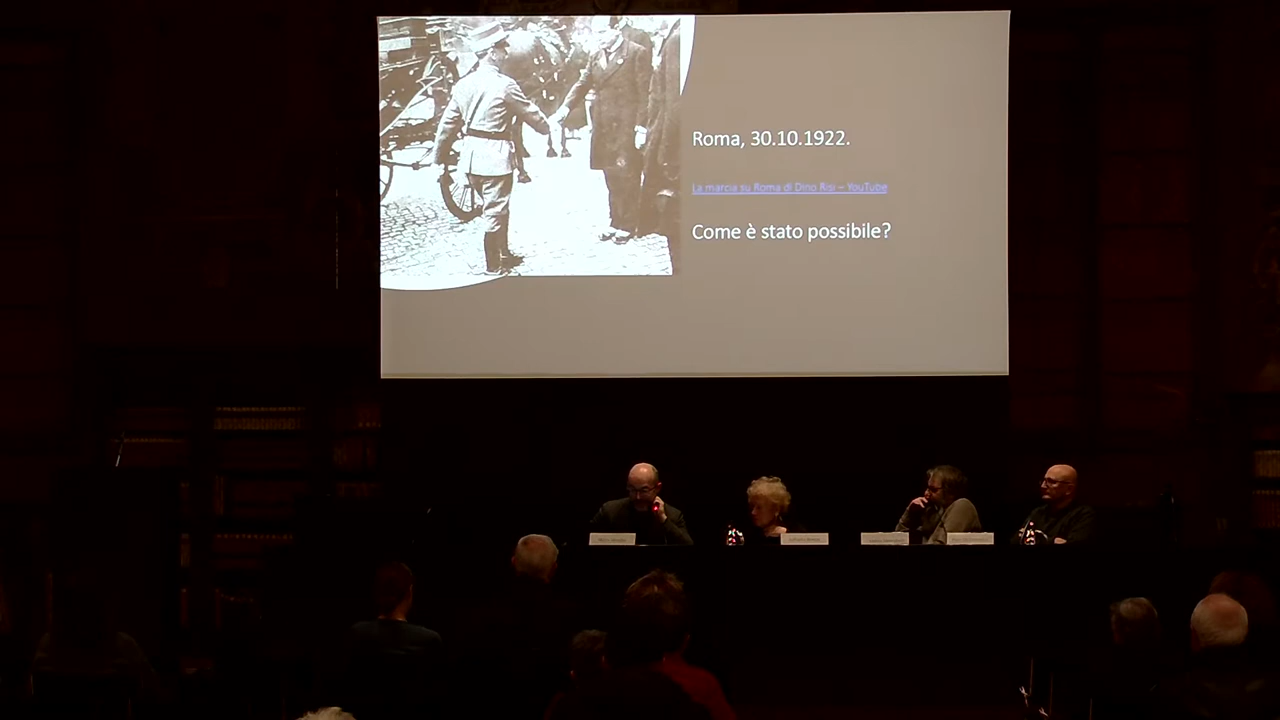 Roma, 30.10.1922.
La marcia su Roma di Dino Risi – YouTube
Come è stato possibile?